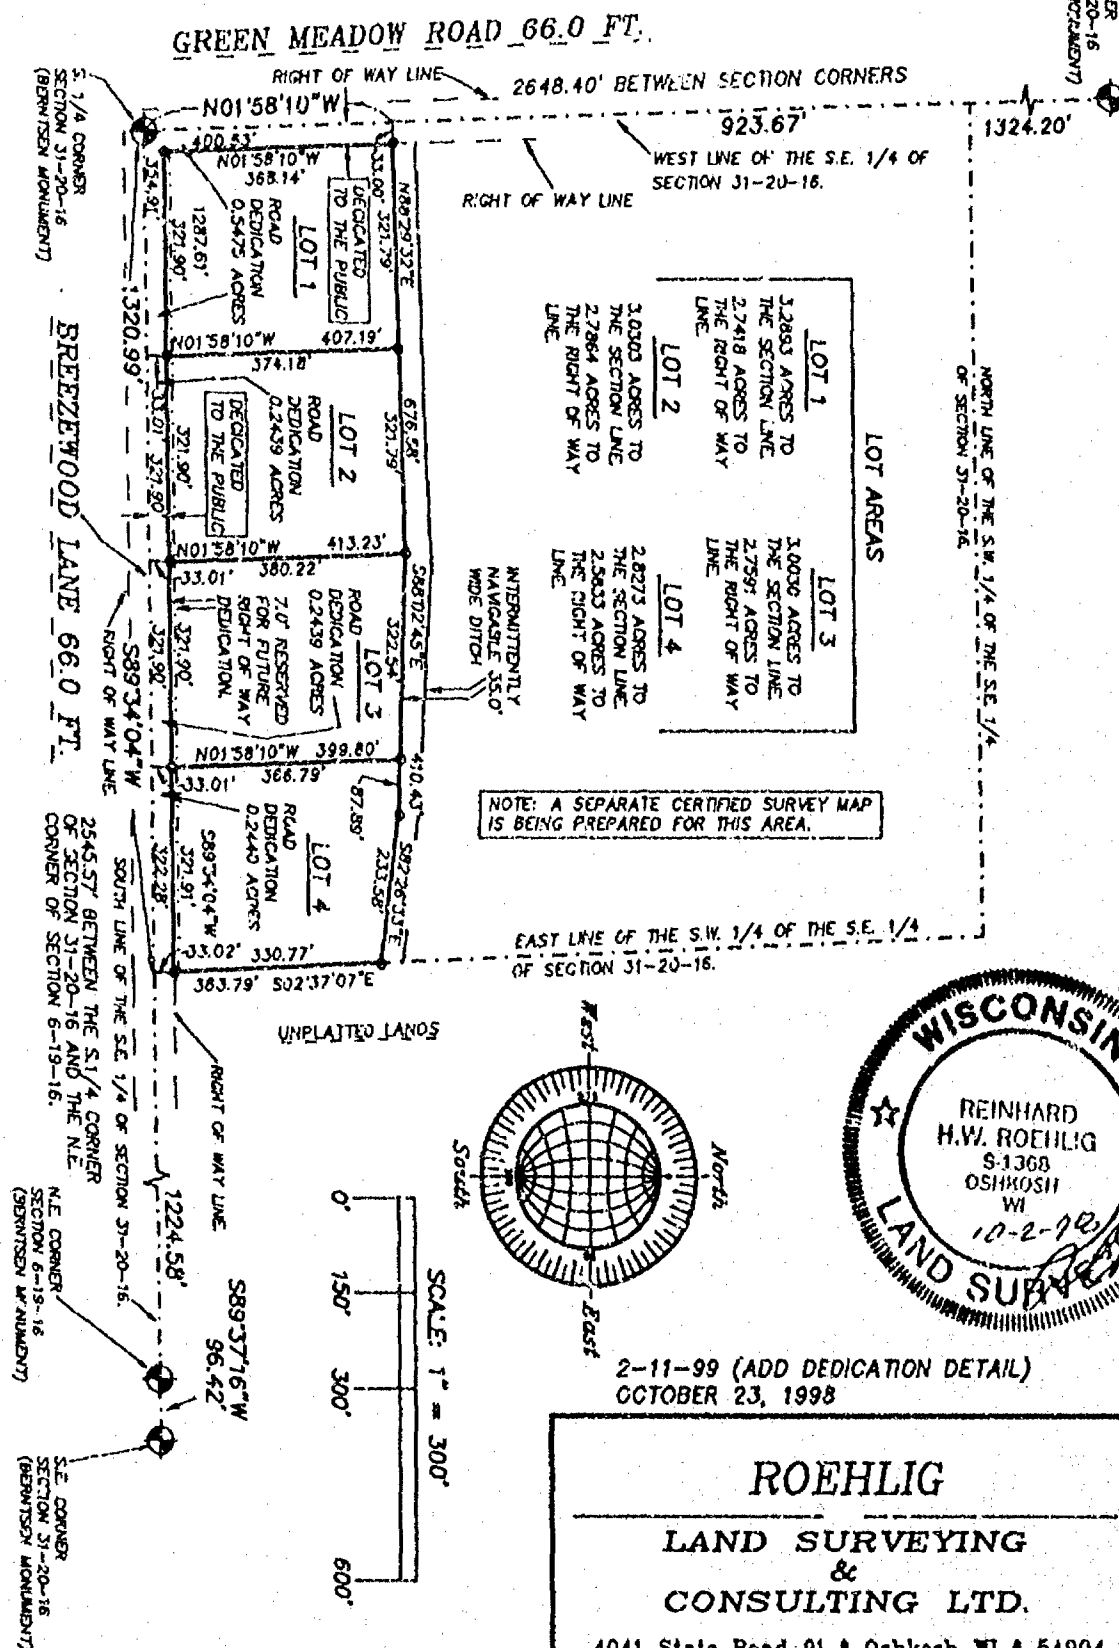 GREEN MEADOW ROAD 66.0 FT.
RIGHT OF WAY LINE
2648.40' BETWEEN SECTION CORNERS
N01°58'10"W
923.67'
1324.20'
WEST LINE OF THE S.E. 1/4 OF
SECTION 31-20-16.
RIGHT OF WAY LINE
S. 1/4 CORNER
SECTION 31-20-16
(BERNTSEN MONUMENT)
400.53'
N01°58'10"W
368.14'
33.00'
321.79'
N88°29'32"E
DECICATED
TO THE PUBLIC
LOT 1
ROAD
DEDICATION
0.5475 ACRES
1287.61'
321.90'
354.91'
1320.99'
N01°58'10"W
407.19'
374.18'
676.58'
321.79'
LOT 2
ROAD
DEDICATION
0.2439 ACRES
DECICATED
TO THE PUBLIC
33.01'
321.90'
321.90'
N01°58'10"W
413.23'
380.22'
33.01'
S88°02'45"E
322.54'
LOT 3
ROAD
DEDICATION
0.2439 ACRES
7.0' RESERVED
FOR FUTURE
RIGHT OF WAY
DEDICATION.
321.90'
321.90'
N01°58'10"W
399.80'
366.79'
33.01'
410.43'
87.89'
S82°26'33"E
233.58'
LOT 4
ROAD
DEDICATION
0.2440 ACRES
S89°34'04"W
321.91'
322.28'
33.02'
330.77'
363.79'
S02°37'07"E
BREEZEWOOD LANE 66.0 FT.
S89°34'04"W
RIGHT OF WAY LINE
INTERMITTENTLY
NAVIGABLE 35.0'
WIDE DITCH
LOT AREAS
LOT 1
3.2893 ACRES TO
THE SECTION LINE
2.7418 ACRES TO
THE RIGHT OF WAY
LINE.
LOT 2
3.0303 ACRES TO
THE SECTION LINE
2.7864 ACRES TO
THE RIGHT OF WAY
LINE.
LOT 3
3.0030 ACRES TO
THE SECTION LINE
2.7591 ACRES TO
THE RIGHT OF WAY
LINE.
LOT 4
2.8273 ACRES TO
THE SECTION LINE
2.5833 ACRES TO
THE RIGHT OF WAY
LINE.
NORTH LINE OF THE S.W. 1/4 OF THE S.E. 1/4
OF SECTION 31-20-16.
NOTE: A SEPARATE CERTIFIED SURVEY MAP
IS BEING PREPARED FOR THIS AREA.
EAST LINE OF THE S.W. 1/4 OF THE S.E. 1/4
OF SECTION 31-20-16.
UNPLATTED LANDS
SOUTH LINE OF THE S.E. 1/4 OF SECTION 31-20-16.
2545.57' BETWEEN THE S.1/4 CORNER
OF SECTION 31-20-16 AND THE N.E.
CORNER OF SECTION 6-19-16.
RIGHT OF WAY LINE
1224.58'
S89°37'16"W
96.42'
N.E. CORNER
SECTION 6-19-16
(BERNTSEN MONUMENT)
S.E. CORNER
SECTION 31-20-16
(BERNTSEN MONUMENT)
West
North
South
East
SCALE: 1" = 300'
0'
150'
300'
600'
WISCONSIN
REINHARD
H.W. ROEHLIG
S-1368
OSHKOSH
WI
LAND
2-11-99 (ADD DEDICATION DETAIL)
OCTOBER 23, 1998
ROEHLIG
LAND SURVEYING
&
CONSULTING LTD.